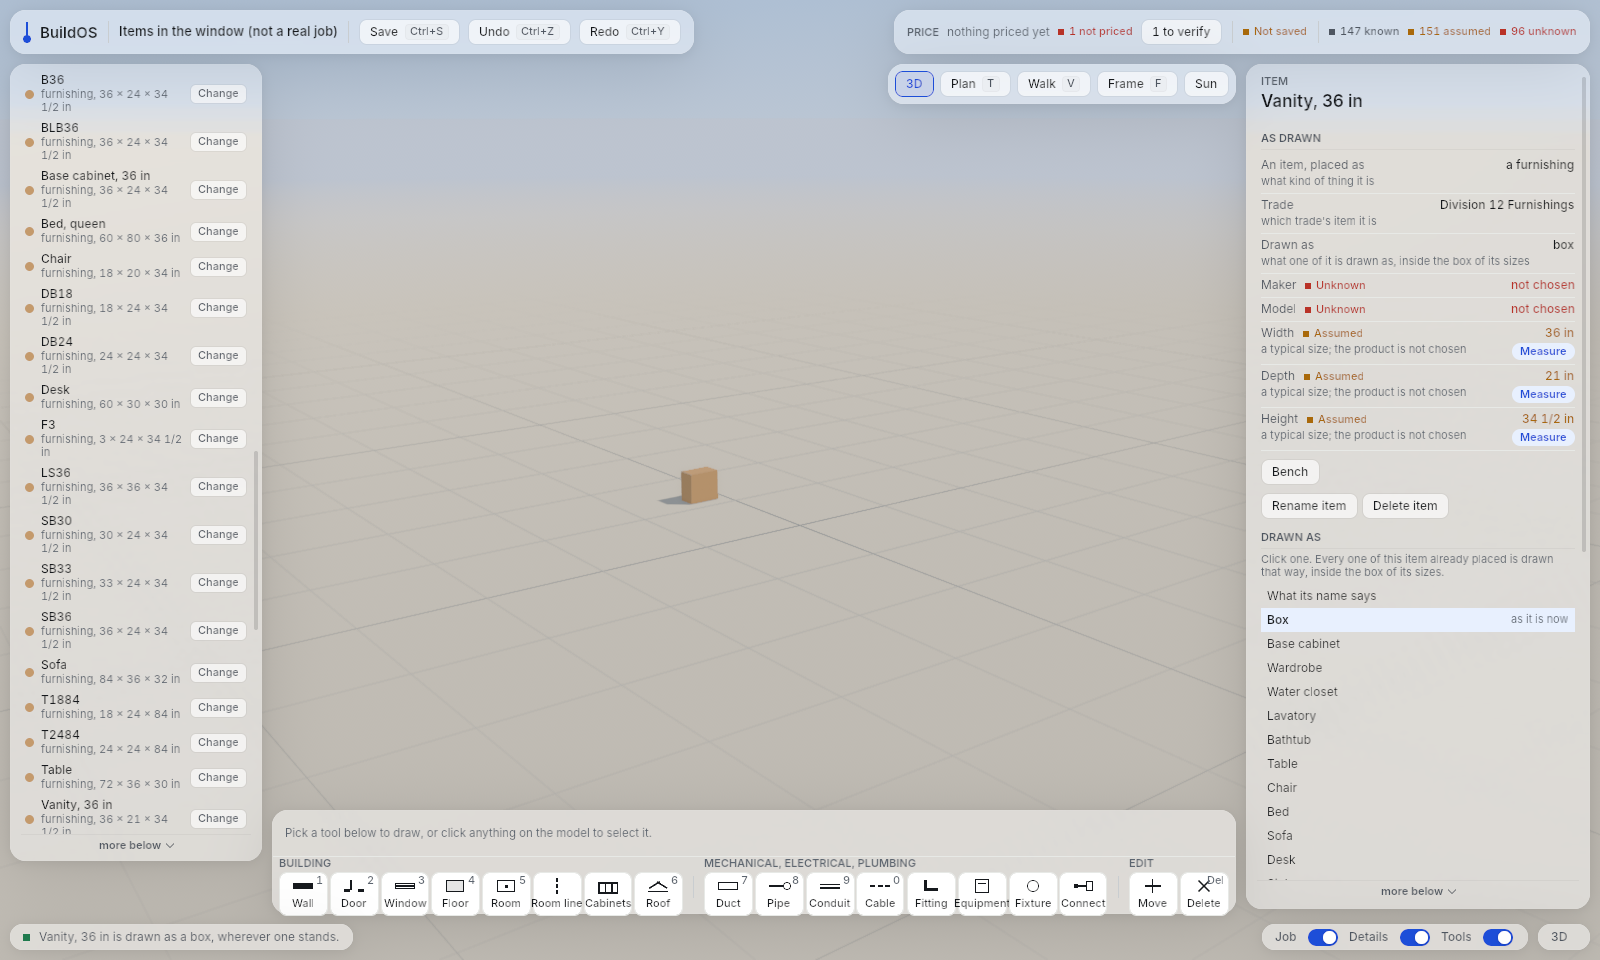 BuildOS
Items in the window (not a real job)
Save Ctrl+S
Undo Ctrl+Z
Redo Ctrl+Y
PRICE nothing priced yet 1 not priced 1 to verify Not saved 147 known 151 assumed 96 unknown
3D
Plan T
Walk V
Frame F
Sun
B36
furnishing, 36 × 24 × 34
1/2 in
Change
BLB36
furnishing, 36 × 24 × 34
1/2 in
Change
Base cabinet, 36 in
furnishing, 36 × 24 × 34
1/2 in
Change
Bed, queen
furnishing, 60 × 80 × 36 in
Change
Chair
furnishing, 18 × 20 × 34 in
Change
DB18
furnishing, 18 × 24 × 34
1/2 in
Change
DB24
furnishing, 24 × 24 × 34
1/2 in
Change
Desk
furnishing, 60 × 30 × 30 in
Change
F3
furnishing, 3 × 24 × 34 1/2
in
Change
LS36
furnishing, 36 × 36 × 34
1/2 in
Change
SB30
furnishing, 30 × 24 × 34
1/2 in
Change
SB33
furnishing, 33 × 24 × 34
1/2 in
Change
SB36
furnishing, 36 × 24 × 34
1/2 in
Change
Sofa
furnishing, 84 × 36 × 32 in
Change
T1884
furnishing, 18 × 24 × 84 in
Change
T2484
furnishing, 24 × 24 × 84 in
Change
Table
furnishing, 72 × 36 × 30 in
Change
Vanity, 36 in
furnishing, 36 × 21 × 34
1/2 in
Change
more below
ITEM
Vanity, 36 in
AS DRAWN
An item, placed as a furnishing
what kind of thing it is
Trade Division 12 Furnishings
which trade's item it is
Drawn as box
what one of it is drawn as, inside the box of its sizes
Maker Unknown not chosen
Model Unknown not chosen
Width Assumed 36 in
a typical size; the product is not chosen Measure
Depth Assumed 21 in
a typical size; the product is not chosen Measure
Height Assumed 34 1/2 in
a typical size; the product is not chosen Measure
Bench
Rename item Delete item
DRAWN AS
Click one. Every one of this item already placed is drawn
that way, inside the box of its sizes.
What its name says
Box as it is now
Base cabinet
Wardrobe
Water closet
Lavatory
Bathtub
Table
Chair
Bed
Sofa
Desk
more below
Pick a tool below to draw, or click anything on the model to select it.
BUILDING
1 Wall
2 Door
3 Window
4 Floor
5 Room
Room line
Cabinets
6 Roof
MECHANICAL, ELECTRICAL, PLUMBING
7 Duct
8 Pipe
9 Conduit
0 Cable
Fitting
Equipment
Fixture
Connect
EDIT
Move
Del Delete
Vanity, 36 in is drawn as a box, wherever one stands.
Job Details Tools 3D